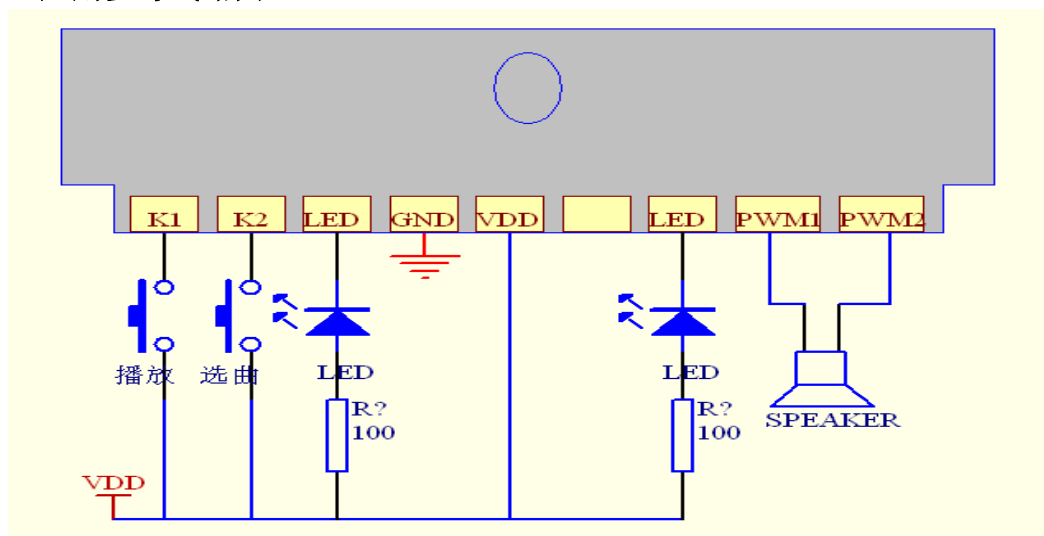 K1 K2 LED GND VDD LED PWM1 PWM2
播放 选曲 LED LED
R? R?
100 100
SPEAKER
VDD